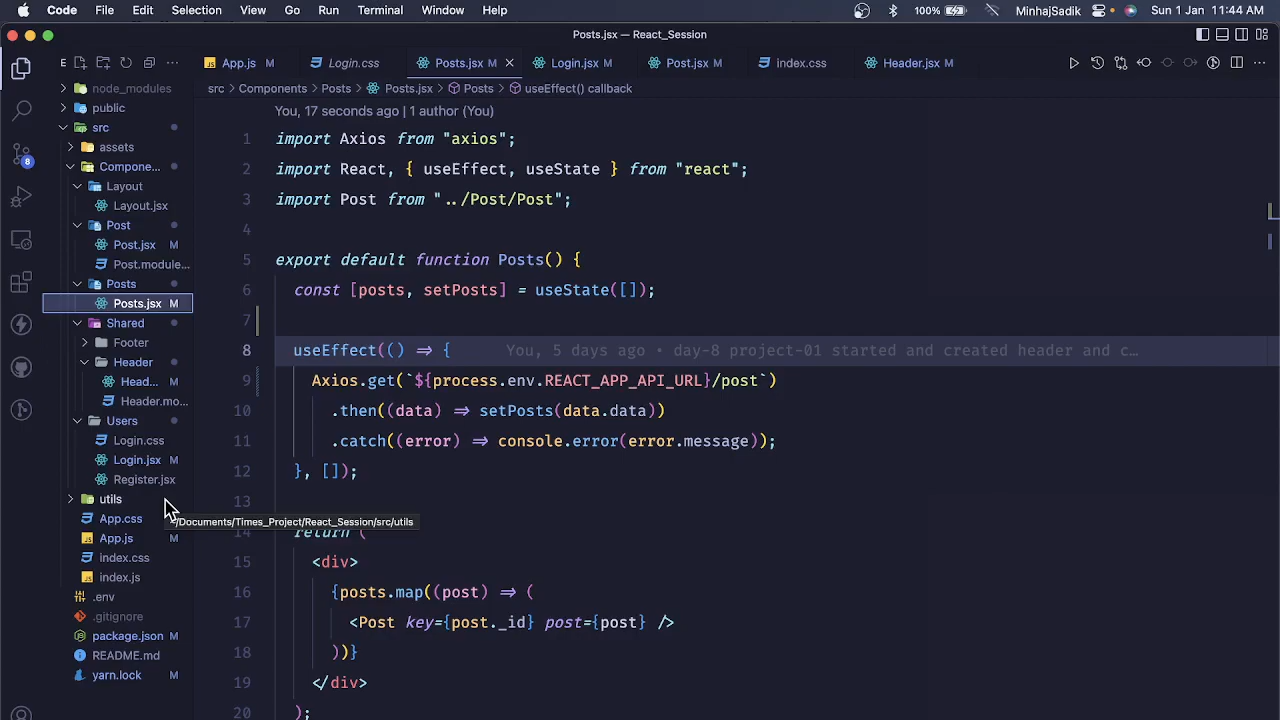 Code File Edit Selection View Go Run Terminal Window Help 100% MinhajSadik Sun 1 Jan 11:44 AM
Posts.jsx — React_Session
E
App.js M Login.css Posts.jsx M Login.jsx M Post.jsx M index.css Header.jsx M
src › Components › Posts › Posts.jsx › Posts › useEffect() callback
node_modules
public
src
assets
Compone...
Layout
Layout.jsx
Post
Post.jsx M
Post.module...
Posts
Posts.jsx M
Shared
Footer
Header
Head... M
Header.mo...
Users
Login.css
Login.jsx M
Register.jsx
utils
App.css
App.js M
index.css
index.js
.env
.gitignore
package.json M
README.md
yarn.lock M
8
~/Documents/Times_Project/React_Session/src/utils
You, 17 seconds ago | 1 author (You)
1 import Axios from "axios";
2 import React, { useEffect, useState } from "react";
3 import Post from "../Post/Post";
4
5 export default function Posts() {
6 const [posts, setPosts] = useState([]);
7
8 useEffect(() => { You, 5 days ago • day-8 project-01 started and created header and c…
9 Axios.get(`${process.env.REACT_APP_API_URL}/post`)
10 .then((data) => setPosts(data.data))
11 .catch((error) => console.error(error.message));
12 }, []);
13
14 return (
15 <div>
16 {posts.map((post) => (
17 <Post key={post._id} post={post} />
18 ))}
19 </div>
20 );